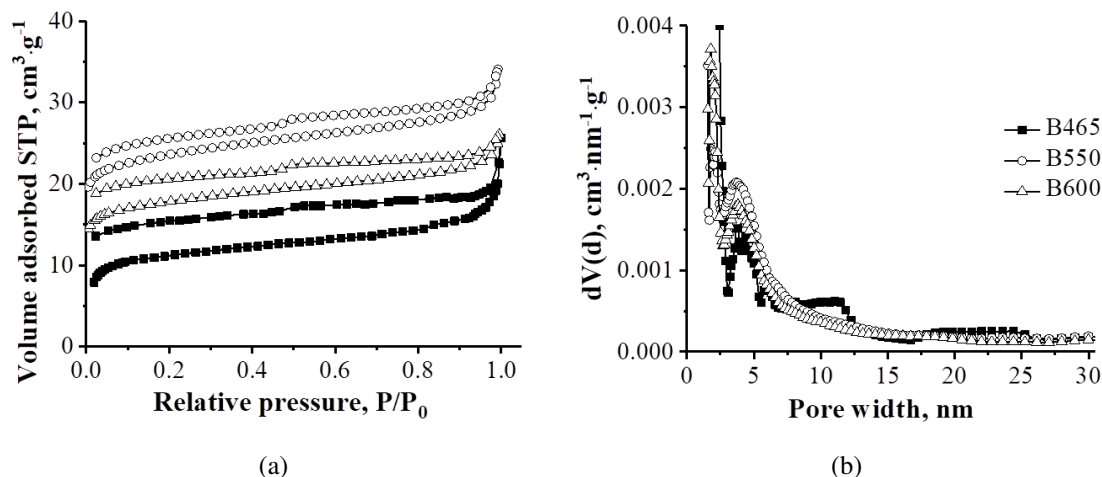 Volume adsorbed STP, cm³·g⁻¹
40
30
20
10
0
0.0 0.2 0.4 0.6 0.8 1.0
Relative pressure, P/P₀
(a)
dV(d), cm³·nm⁻¹·g⁻¹
0.004
0.003
0.002
0.001
0.000
0 5 10 15 20 25 30
Pore width, nm
B465
B550
B600
(b)